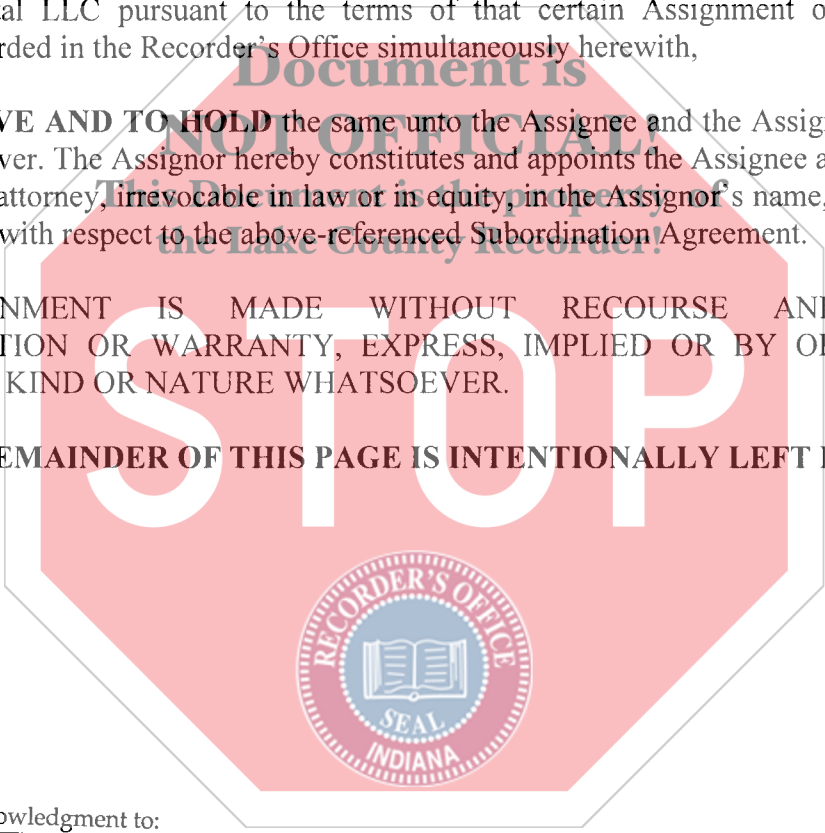 tal LLC pursuant to the terms of that certain Assignment o
rded in the Recorder's Office simultaneously herewith,
Document is
VE AND TO HOLD the same unto the Assignee and the Assig
NOT OFFICIAL!
ver. The Assignor hereby constitutes and appoints the Assignee a
attorney, irrevocable in law or in equity, in the Assignor's name,
This Document is the property of
with respect to the above-referenced Subordination Agreement.
the Lake County Recorder!
NMENT IS MADE WITHOUT RECOURSE AN
TION OR WARRANTY, EXPRESS, IMPLIED OR BY O
KIND OR NATURE WHATSOEVER.
EMAINDER OF THIS PAGE IS INTENTIONALLY LEFT
STOP
RECORDER'S OFFICE
SEAL
INDIANA
owledgment to: